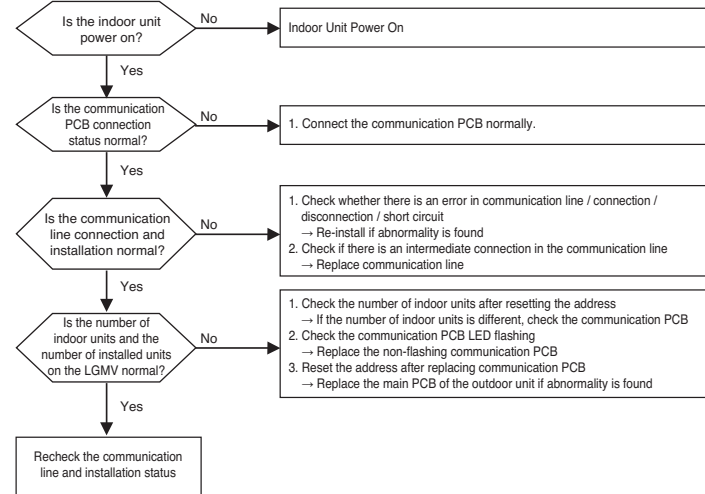 Is the indoor unit
power on?
No
Indoor Unit Power On
Yes
Is the communication
PCB connection
status normal?
No
1. Connect the communication PCB normally.
Yes
Is the communication
line connection and
installation normal?
No
1. Check whether there is an error in communication line / connection /
disconnection / short circuit
→ Re-install if abnormality is found
2. Check if there is an intermediate connection in the communication line
→ Replace communication line
Yes
Is the number of
indoor units and the
number of installed units
on the LGMV normal?
No
1. Check the number of indoor units after resetting the address
→ If the number of indoor units is different, check the communication PCB
2. Check the communication PCB LED flashing
→ Replace the non-flashing communication PCB
3. Reset the address after replacing communication PCB
→ Replace the main PCB of the outdoor unit if abnormality is found
Yes
Recheck the communication
line and installation status